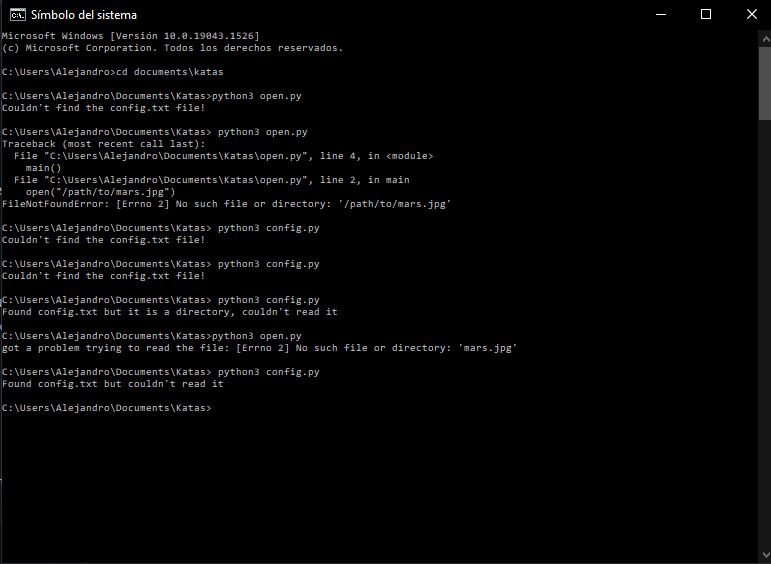 Símbolo del sistema
Microsoft Windows [Versión 10.0.19043.1526]
(c) Microsoft Corporation. Todos los derechos reservados.
C:\Users\Alejandro>cd documents\katas
C:\Users\Alejandro\Documents\Katas>python3 open.py
Couldn't find the config.txt file!
C:\Users\Alejandro\Documents\Katas> python3 open.py
Traceback (most recent call last):
  File "C:\Users\Alejandro\Documents\Katas\open.py", line 4, in <module>
    main()
  File "C:\Users\Alejandro\Documents\Katas\open.py", line 2, in main
    open("/path/to/mars.jpg")
FileNotFoundError: [Errno 2] No such file or directory: '/path/to/mars.jpg'
C:\Users\Alejandro\Documents\Katas> python3 config.py
Couldn't find the config.txt file!
C:\Users\Alejandro\Documents\Katas> python3 config.py
Couldn't find the config.txt file!
C:\Users\Alejandro\Documents\Katas> python3 config.py
Found config.txt but it is a directory, couldn't read it
C:\Users\Alejandro\Documents\Katas>python3 open.py
got a problem trying to read the file: [Errno 2] No such file or directory: 'mars.jpg'
C:\Users\Alejandro\Documents\Katas> python3 config.py
Found config.txt but couldn't read it
C:\Users\Alejandro\Documents\Katas>